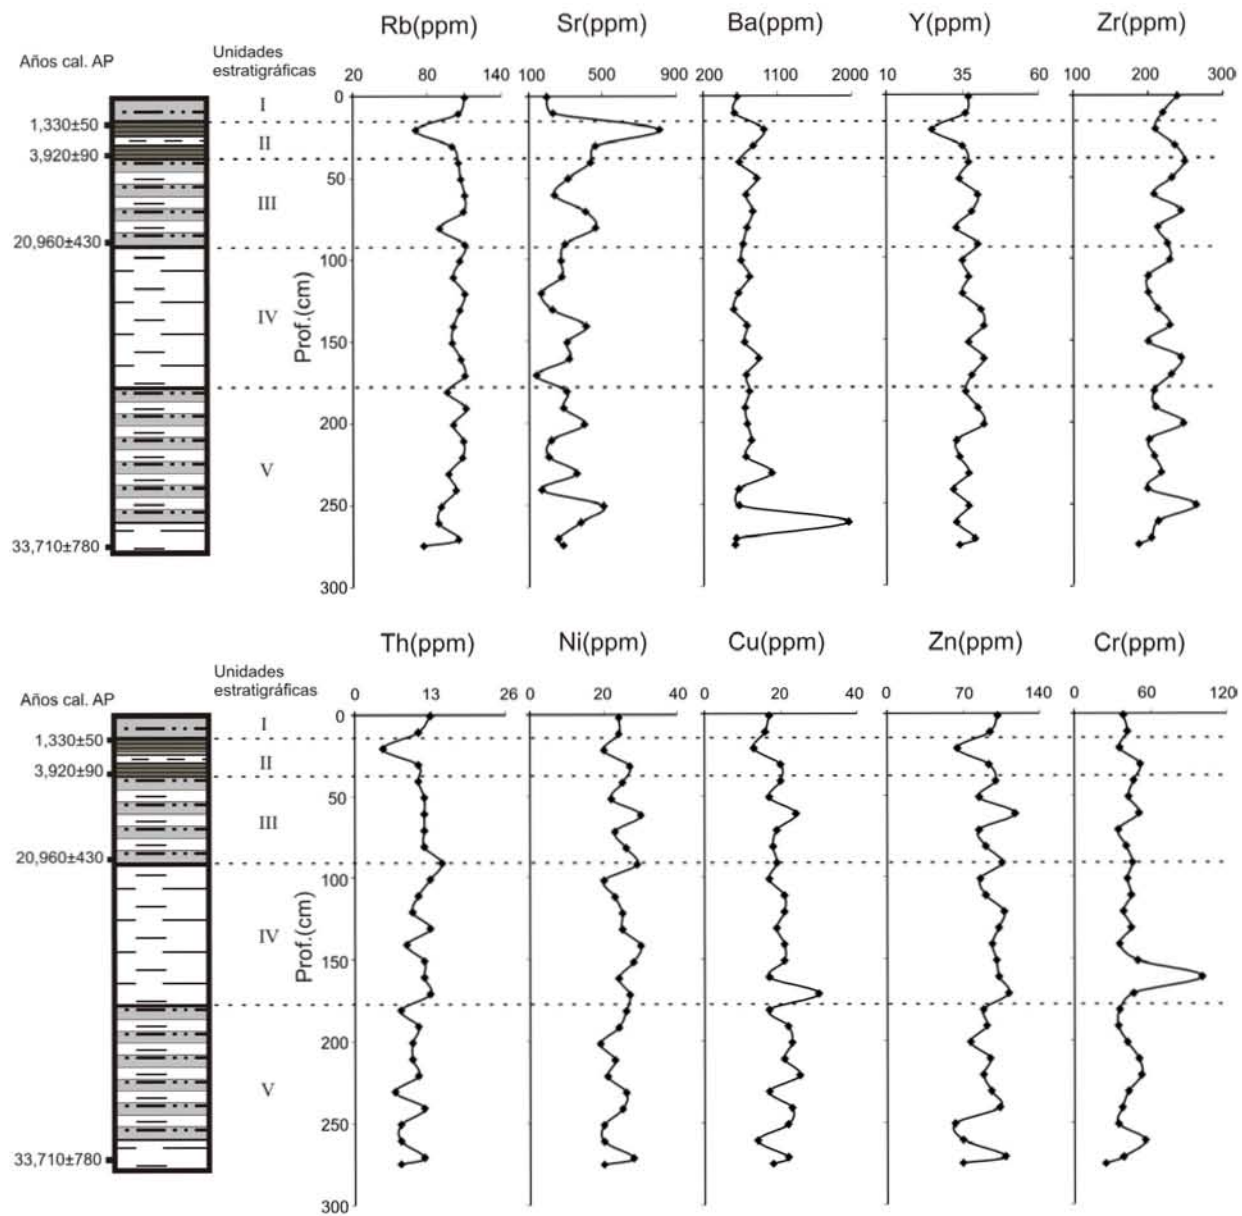 Rb(ppm) Sr(ppm) Ba(ppm) Y(ppm) Zr(ppm)
Años cal. AP
Unidades
estratigráficas
20 80 140 100 500 900 200 1100 2000 10 35 60 100 200 300
0
I
1,330±50
II
3,920±90
50
III
20,960±430
100
IV
Prof.(cm)
150
200
V
250
33,710±780
300
Th(ppm) Ni(ppm) Cu(ppm) Zn(ppm) Cr(ppm)
Unidades
estratigráficas
Años cal. AP
0 13 26 0 20 40 0 20 40 0 70 140 0 60 120
0
I
1,330±50
II
3,920±90
50
III
20,960±430
100
IV
Prof.(cm)
150
200
V
250
33,710±780
300